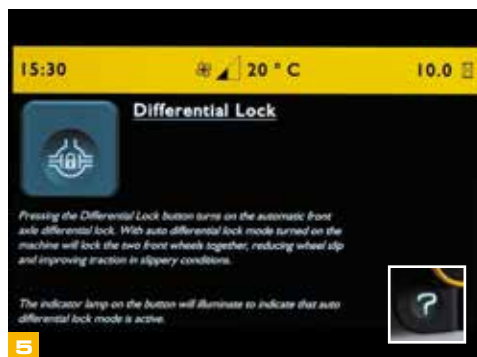 15:30 20 ° C 10.0
Differential Lock
Pressing the Differential Lock button turns on the automatic front
axle differential lock. With auto differential lock mode turned on the
machine will lock the two front wheels together, reducing wheel slip
and improving traction in slippery conditions.
The indicator lamp on the button will illuminate to indicate that auto
differential lock mode is active.
?
5